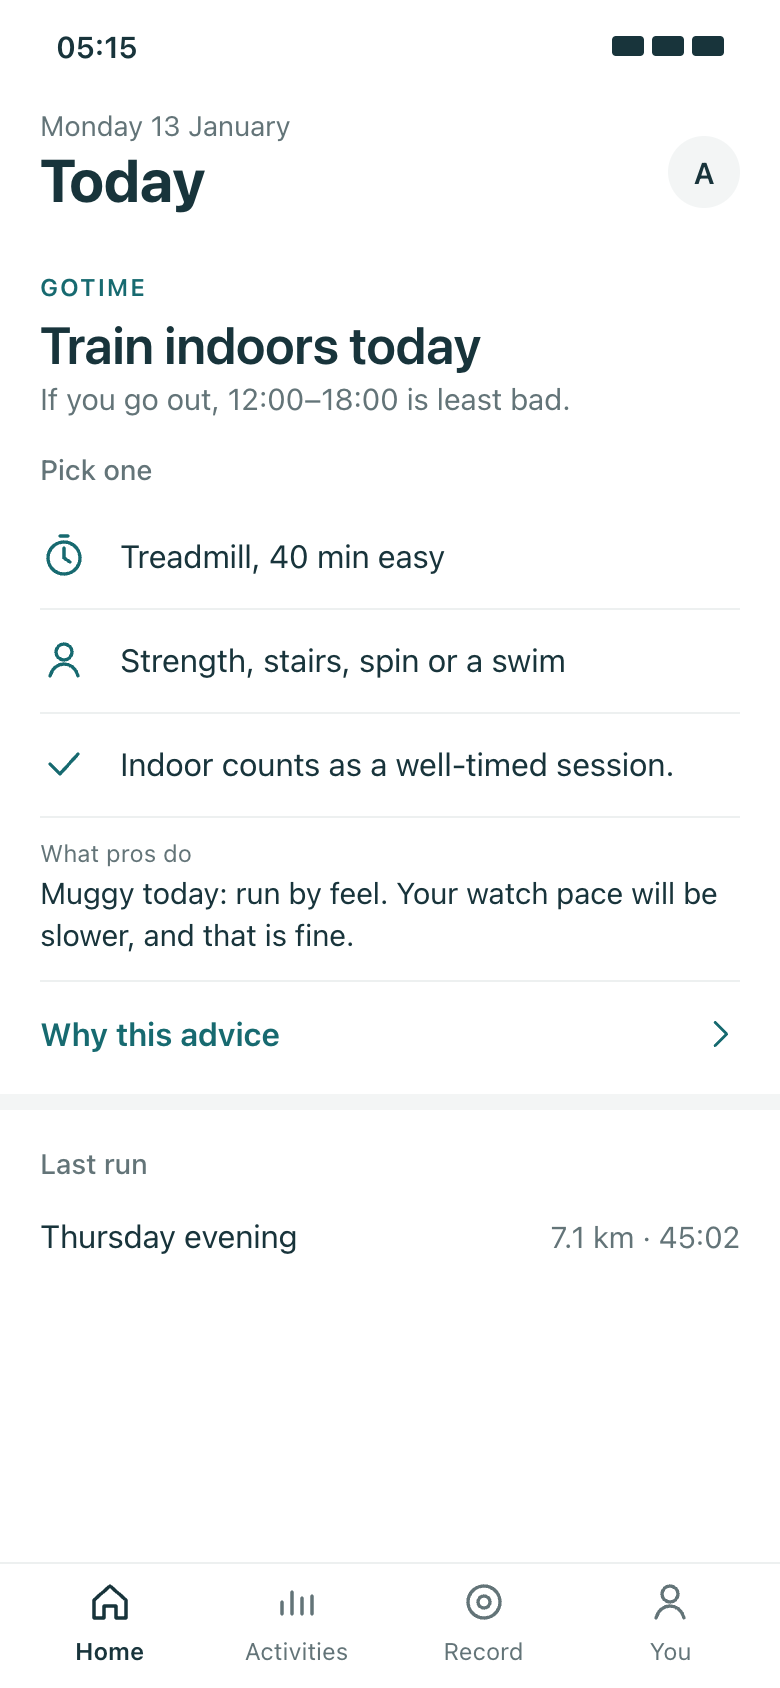 05:15
Monday 13 January
Today
A
GOTIME
Train indoors today
If you go out, 12:00–18:00 is least bad.
Pick one
Treadmill, 40 min easy
Strength, stairs, spin or a swim
Indoor counts as a well-timed session.
What pros do
Muggy today: run by feel. Your watch pace will be
slower, and that is fine.
Why this advice
Last run
Thursday evening
7.1 km · 45:02
Home
Activities
Record
You